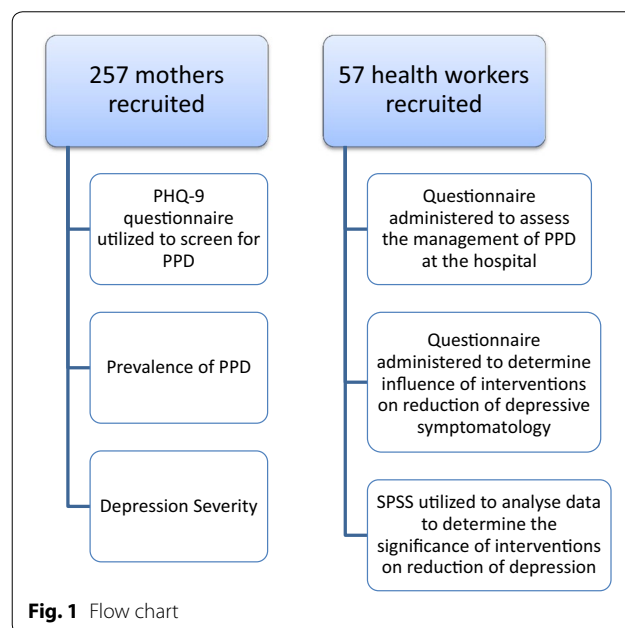 257 mothers
recruited
PHQ-9
questionnaire
utilized to screen for
PPD
Prevalence of PPD
Depression Severity
57 health workers
recruited
Questionnaire
administered to assess
the management of PPD
at the hospital
Questionnaire
administered to determine
influence of interventions
on reduction of depressive
symptomatology
SPSS utilized to analyse data
to determine the
significance of interventions
on reduction of depression
Fig. 1 Flow chart